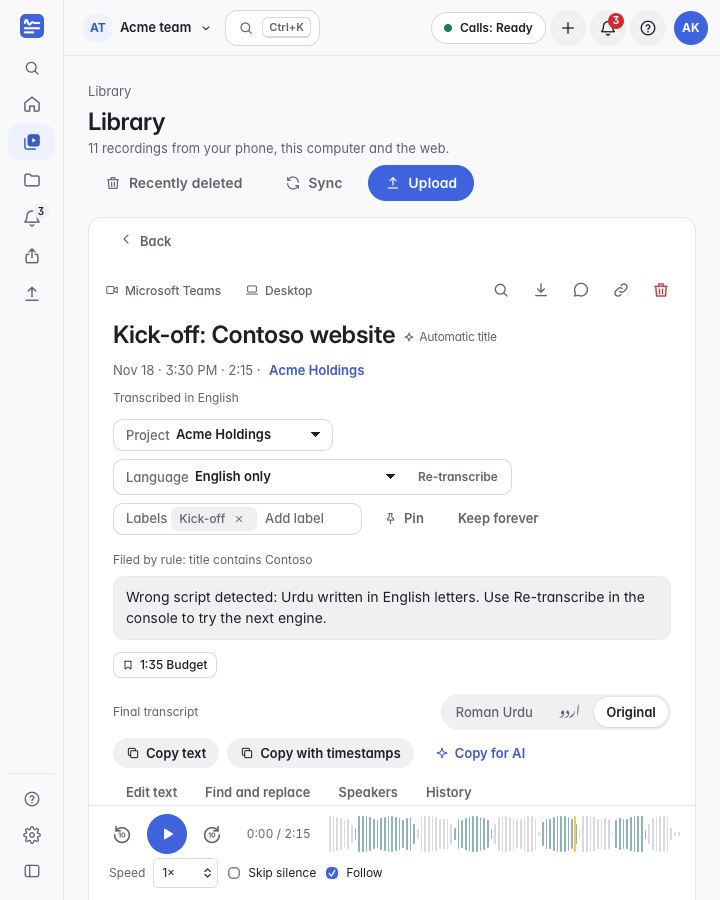 AT Acme team Ctrl+K Calls: Ready 3 AK
Library
Library
11 recordings from your phone, this computer and the web.
Recently deleted Sync Upload
3
Back
Microsoft Teams Desktop
Kick-off: Contoso website Automatic title
Nov 18 · 3:30 PM · 2:15 · Acme Holdings
Transcribed in English
Project Acme Holdings
Language English only Re-transcribe
Labels Kick-off × Add label Pin Keep forever
Filed by rule: title contains Contoso
Wrong script detected: Urdu written in English letters. Use Re-transcribe in the
console to try the next engine.
1:35 Budget
Final transcript Roman Urdu اردو Original
Copy text Copy with timestamps Copy for AI
Edit text Find and replace Speakers History
10 10 0:00 / 2:15
Speed 1× Skip silence Follow